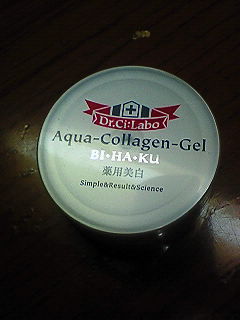 Dr.Ci:Labo
Aqua-Collagen-Gel
BI•HA•KU
薬用美白
Simple&Result&Science